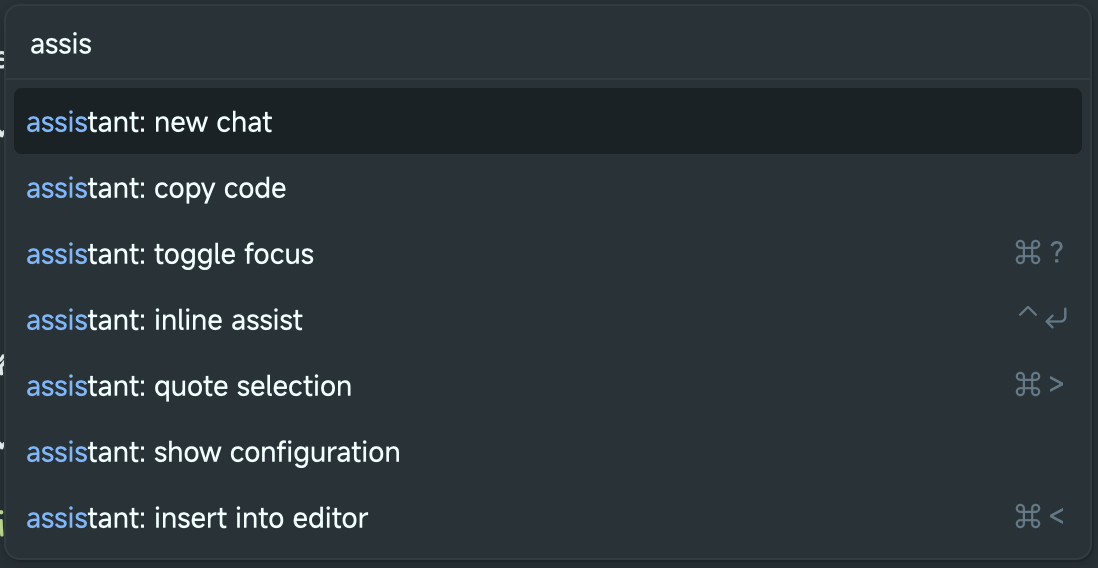 assis
assistant: new chat
assistant: copy code
assistant: toggle focus ⌘ ?
assistant: inline assist ^ ↵
assistant: quote selection ⌘ >
assistant: show configuration
assistant: insert into editor ⌘ <